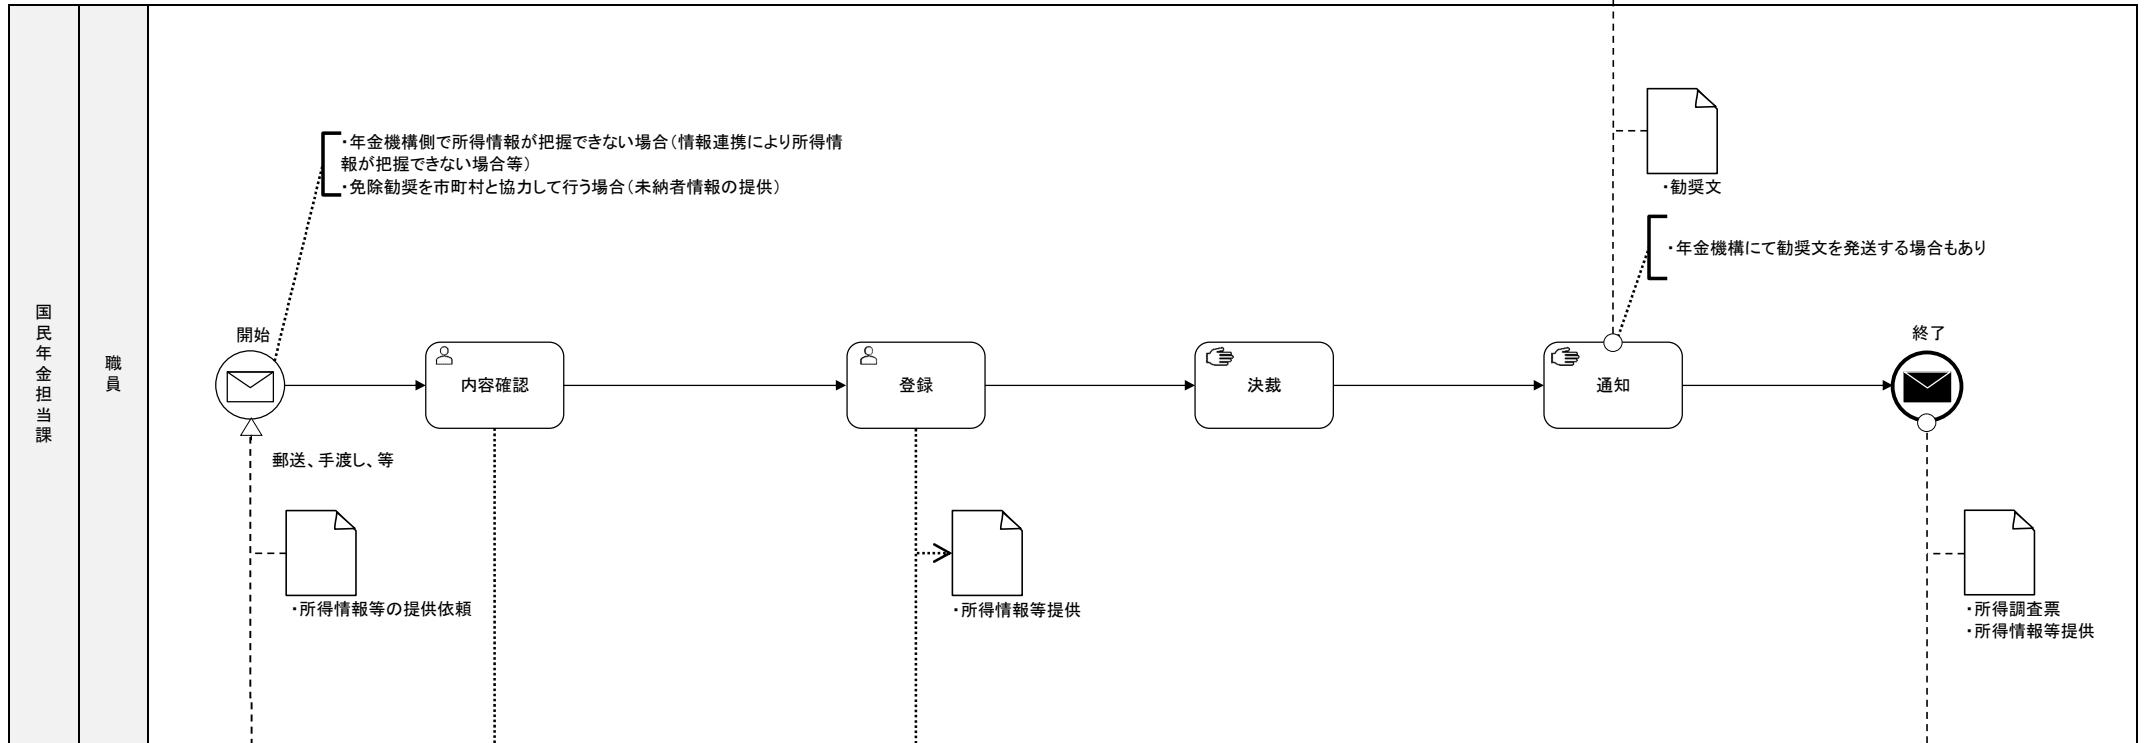 国民年金担当課
職員
・年金機構側で所得情報が把握できない場合（情報連携により所得情
報が把握できない場合等）
・免除勧奨を市町村と協力して行う場合（未納者情報の提供）
・勧奨文
・年金機構にて勧奨文を発送する場合もあり
開始
内容確認
登録
決裁
通知
終了
郵送、手渡し、等
・所得情報等の提供依頼
・所得情報等提供
・所得調査票
・所得情報等提供